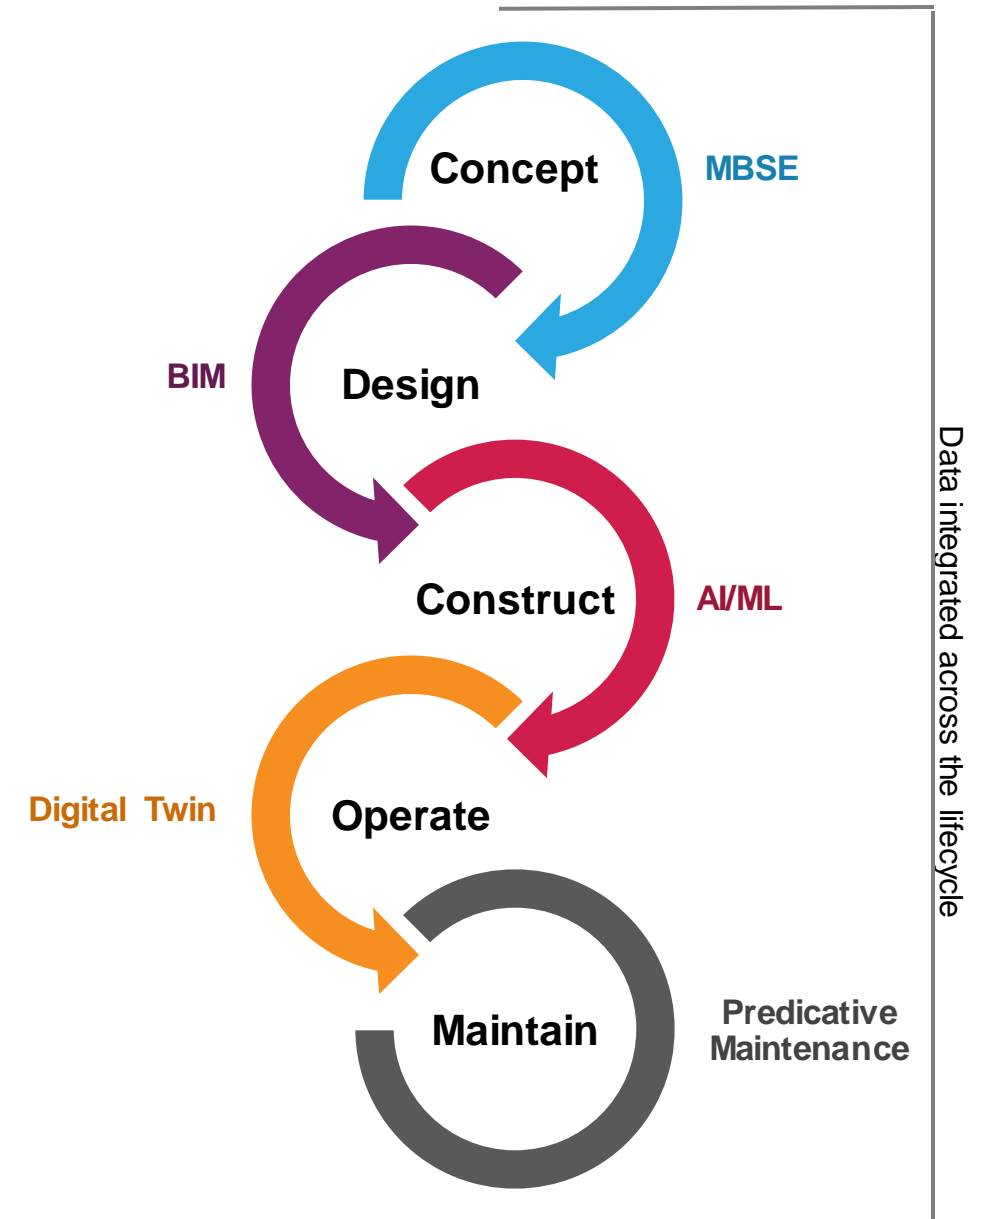 Concept
MBSE
BIM
Design
Construct
AI/ML
Digital Twin
Operate
Maintain
Predicative
Maintenance
Data integrated across the lifecycle